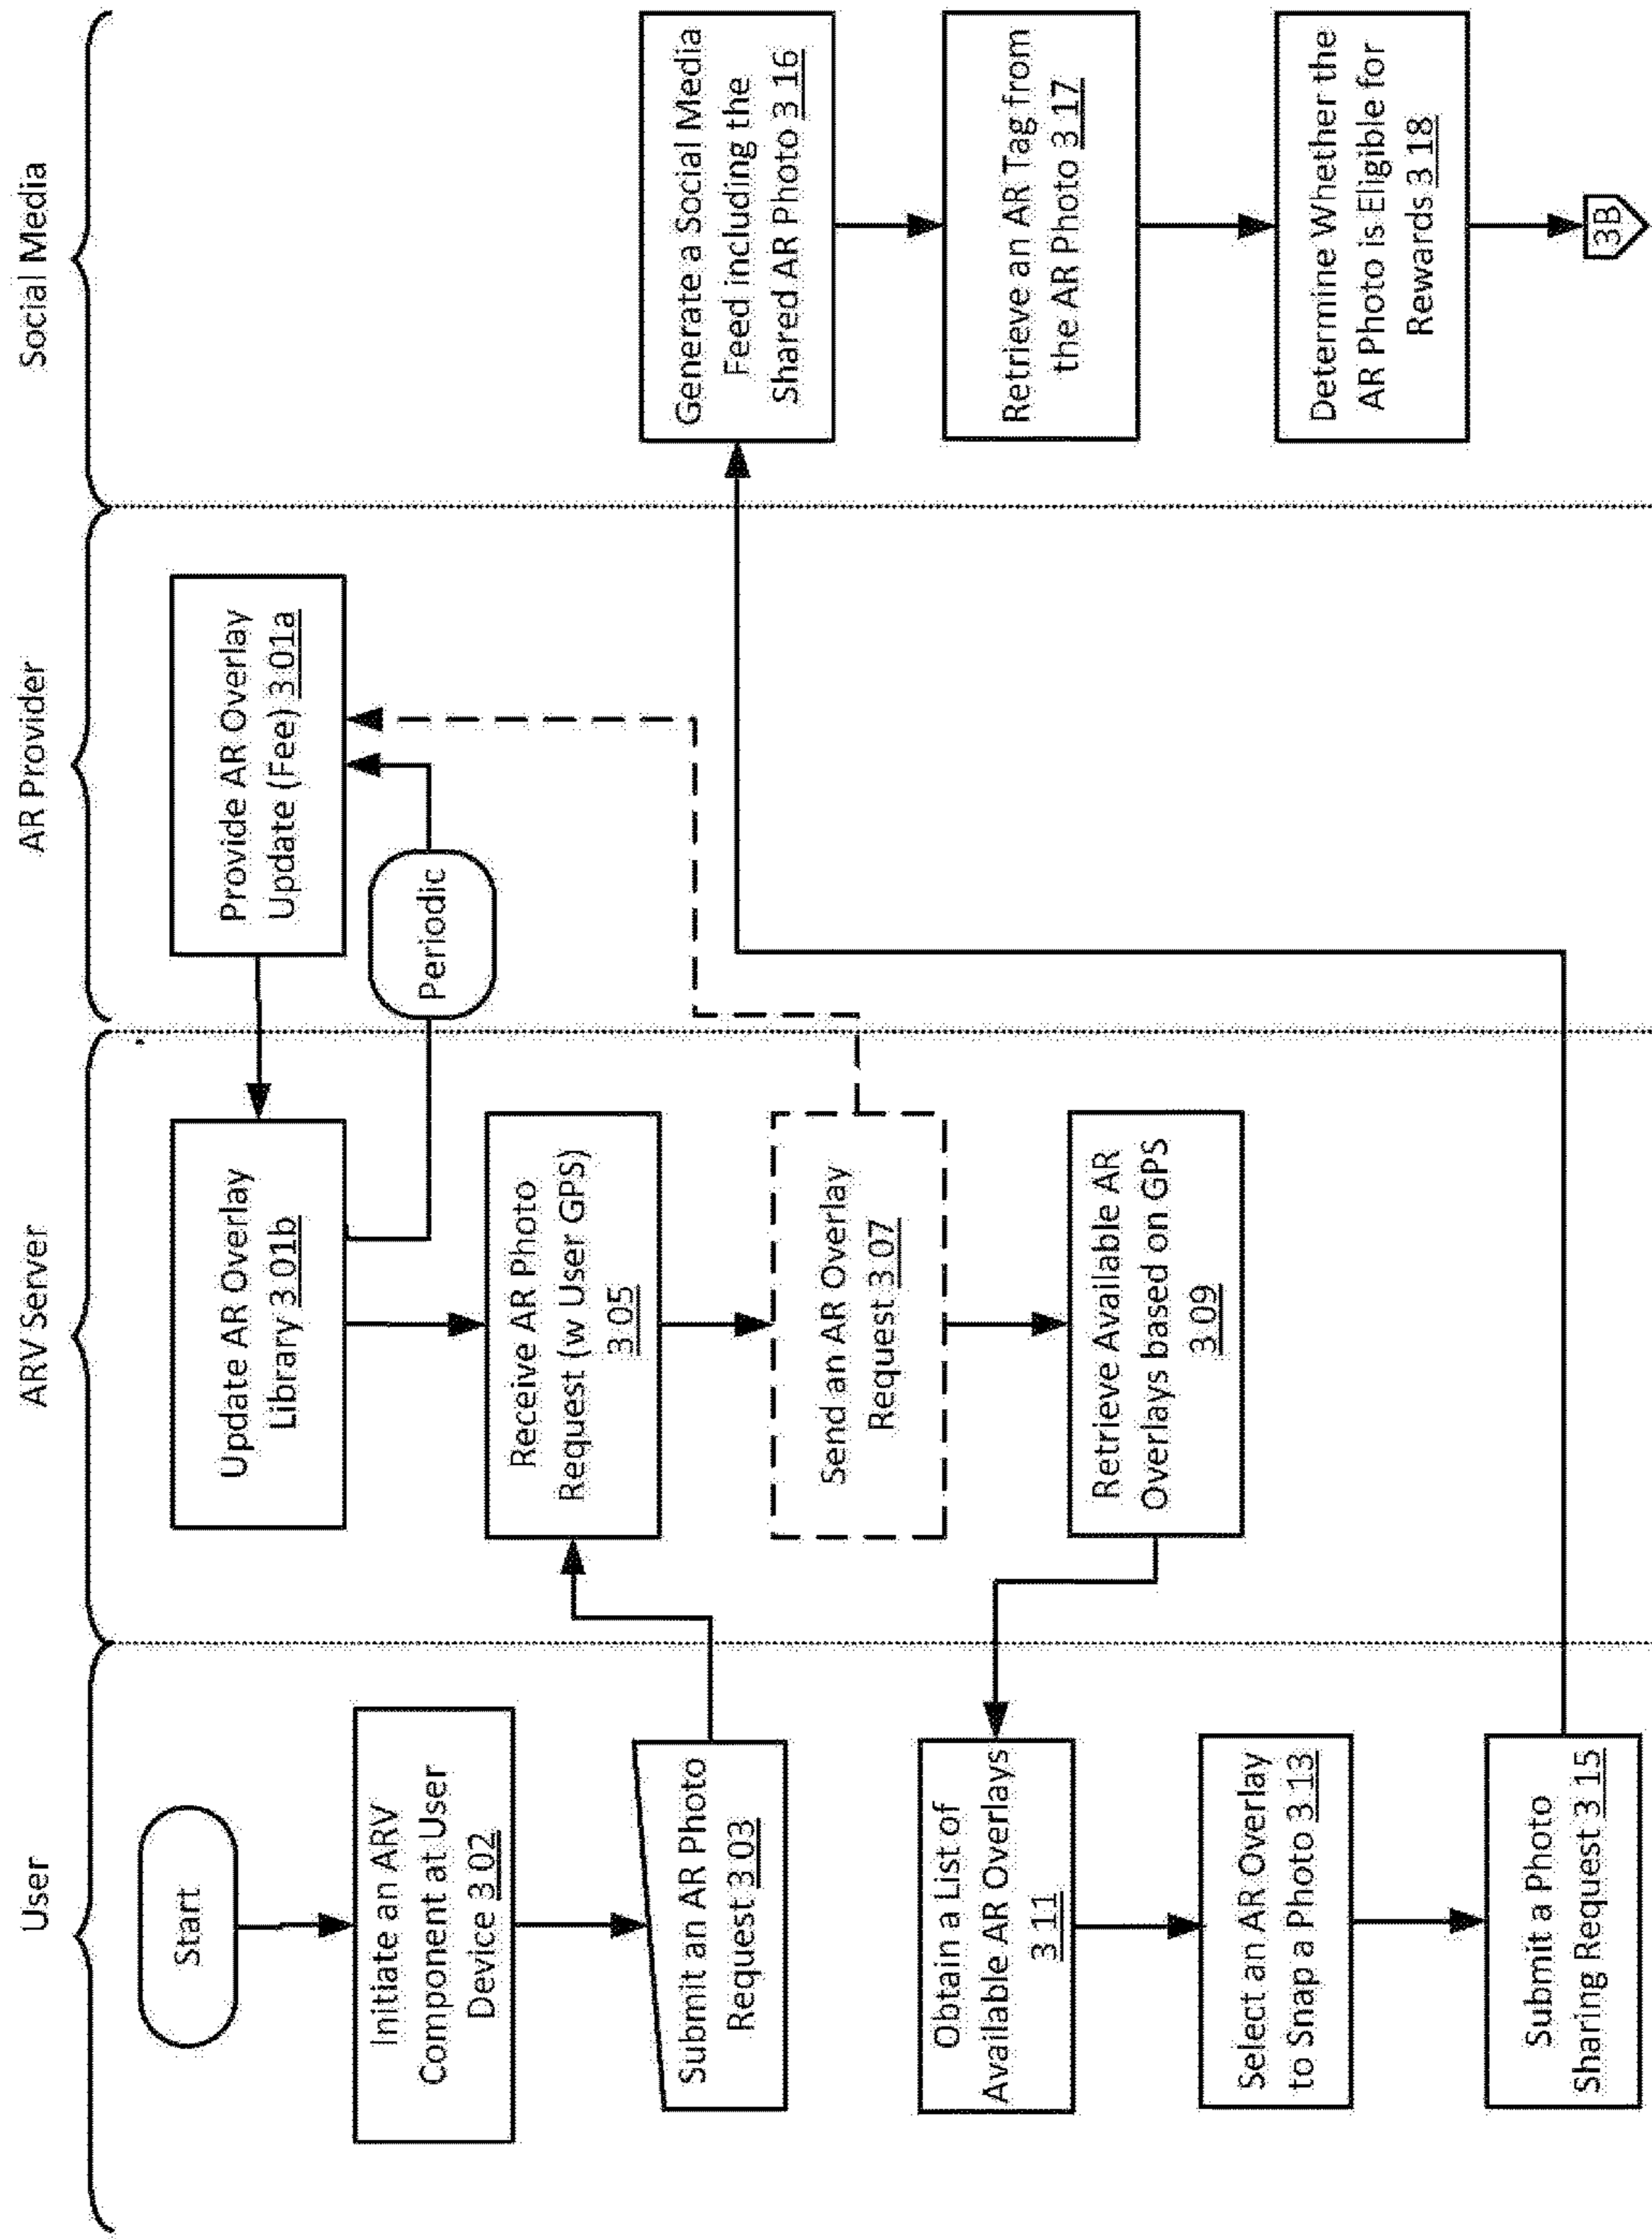 User
ARV Server
AR Provider
Social Media
Start
Initiate an ARV
Component at User
Device 3 02
Submit an AR Photo
Request 3 03
Obtain a List of
Available AR Overlays
3 11
Select an AR Overlay
to Snap a Photo 3 13
Submit a Photo
Sharing Request 3 15
Update AR Overlay
Library 3 01b
Receive AR Photo
Request (w User GPS)
3 05
Send an AR Overlay
Request 3 07
Retrieve Available AR
Overlays based on GPS
3 09
Provide AR Overlay
Update (Fee) 3 01a
Periodic
Generate a Social Media
Feed including the
Shared AR Photo 3 16
Retrieve an AR Tag from
the AR Photo 3 17
Determine Whether the
AR Photo is Eligible for
Rewards 3 18
3B